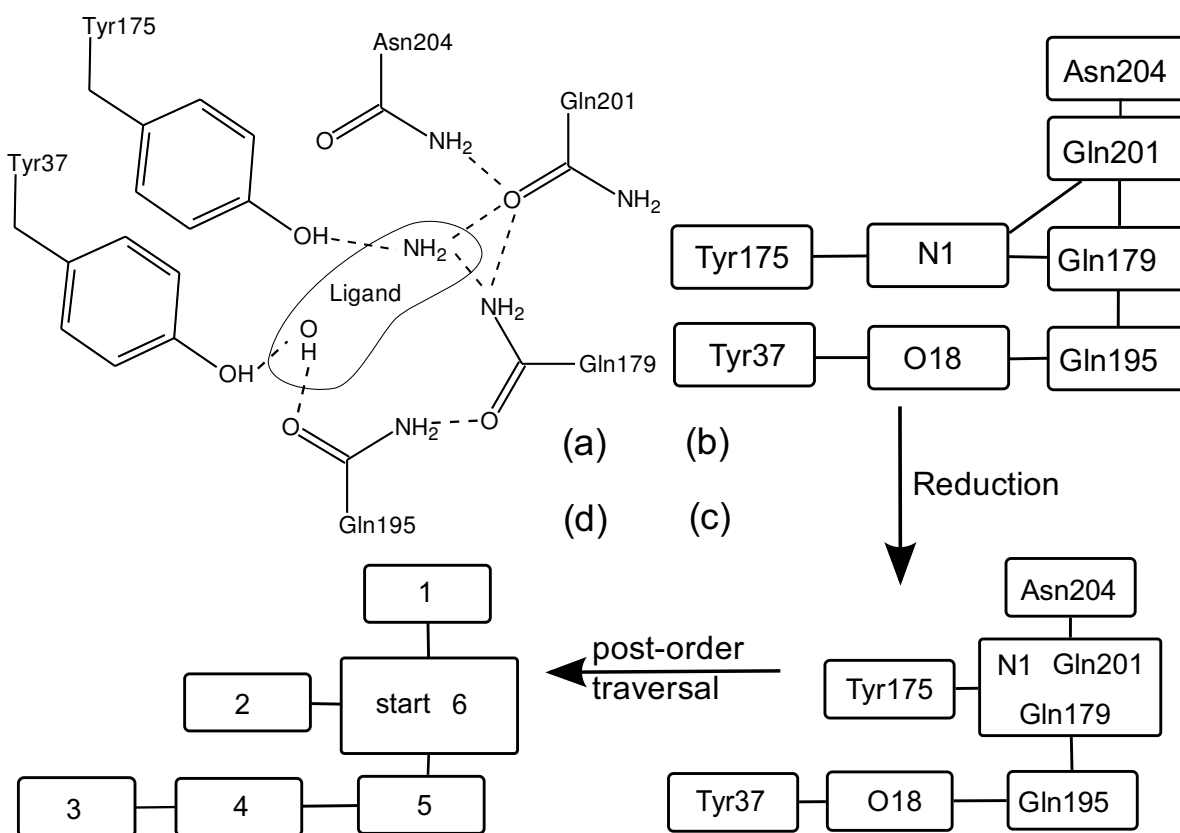 Tyr175
Asn204
Gln201
O
NH2
Tyr37
O
NH2
OH
NH2
Ligand
NH2
O
H
OH
Gln179
O
NH2
O
Gln195
(a)
(b)
(d)
(c)
Asn204
Gln201
Tyr175
N1
Gln179
Tyr37
O18
Gln195
Reduction
Asn204
N1 Gln201
Tyr175
Gln179
Tyr37
O18
Gln195
post-order
traversal
1
2
start 6
3
4
5